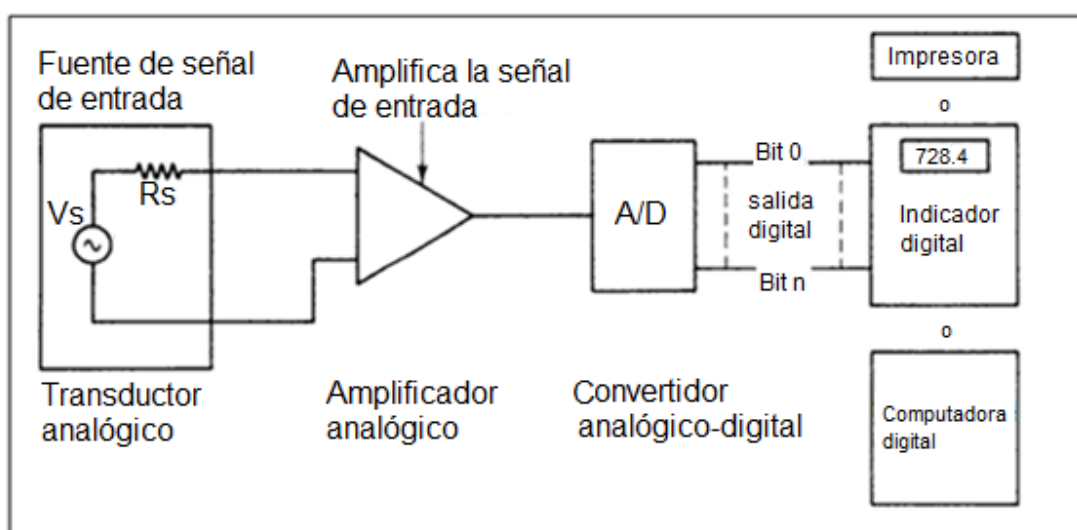 Fuente de señal
de entrada
Vs
Rs
Transductor
analógico
Amplifica la señal
de entrada
Amplificador
analógico
A/D
Convertidor
analógico-digital
Bit 0
salida
digital
Bit n
Impresora
o
728.4
Indicador
digital
o
Computadora
digital